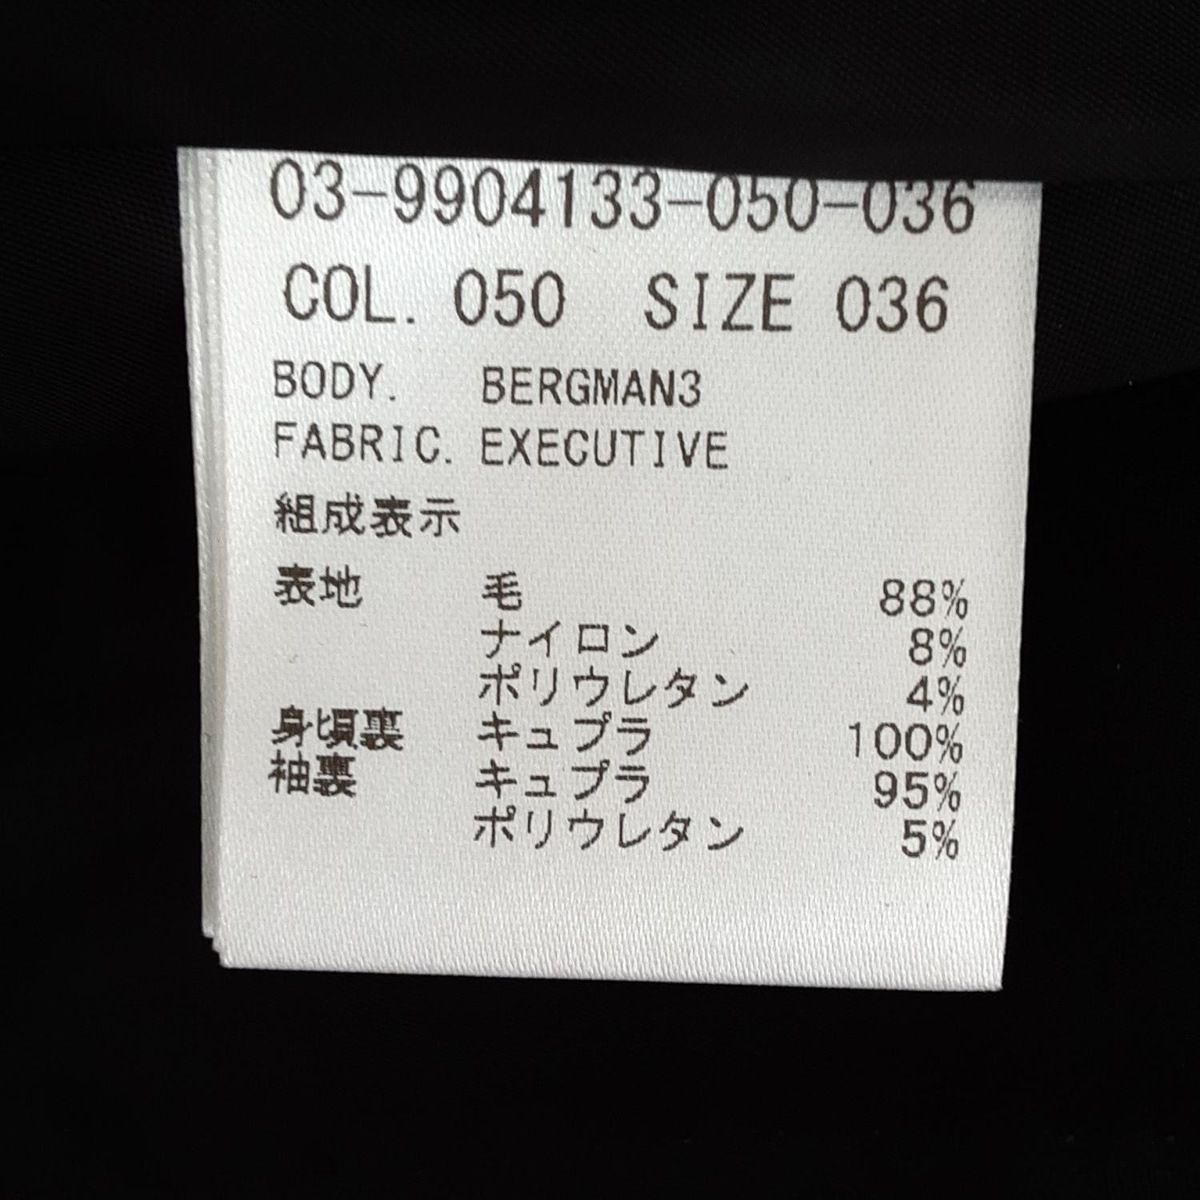 03-9904133-050-036
COL. 050 SIZE 036
BODY. BERGMAN3
FABRIC. EXECUTIVE
組成表示
表地 毛 88%
ナイロン 8%
ポリウレタン 4%
身頃裏 キュプラ 100%
袖裏 キュプラ 95%
ポリウレタン 5%